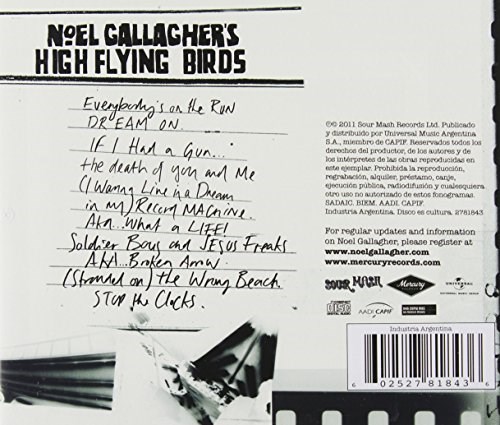 NOEL GALLAGHER'S
HIGH FLYING BIRDS
Everybody's on the RUN
DREAM ON.
IF I Had a Gun...
the death of you and Me
(I Wanna Live in a Dream
in my) Record MACHine.
AKA...What a LIFE!
Soldier Boys and JESUS Freaks
AKA...Broken Arrow
(Stranded on) the Wrong Beach
STOP the Clocks.
℗© 2011 Sour Mash Records Ltd. Publicado
y distribuido por Universal Music Argentina
S.A., miembro de CAPIF. Reservados todos los
derechos del productor, de los autores y de
los intérpretes de las obras reproducidas en
este ejemplar. Prohibida la reproducción,
regrabación, alquiler, préstamo, canje,
ejecución pública, radiodifusión y cualesquiera
otro uso no autorizado de estos fonogramas.
SADAIC. BIEM. AADI. CAPIF.
Industria Argentina. Disco es cultura. 2781843
For regular updates and information
on Noel Gallagher, please register at
www.noelgallagher.com
www.mercuryrecords.com
SOUR MASH
Mercury
UNIVERSAL
COMPACT
disc
DIGITAL AUDIO
AADI CAPIF
Industria Argentina
6 02527 81843 6